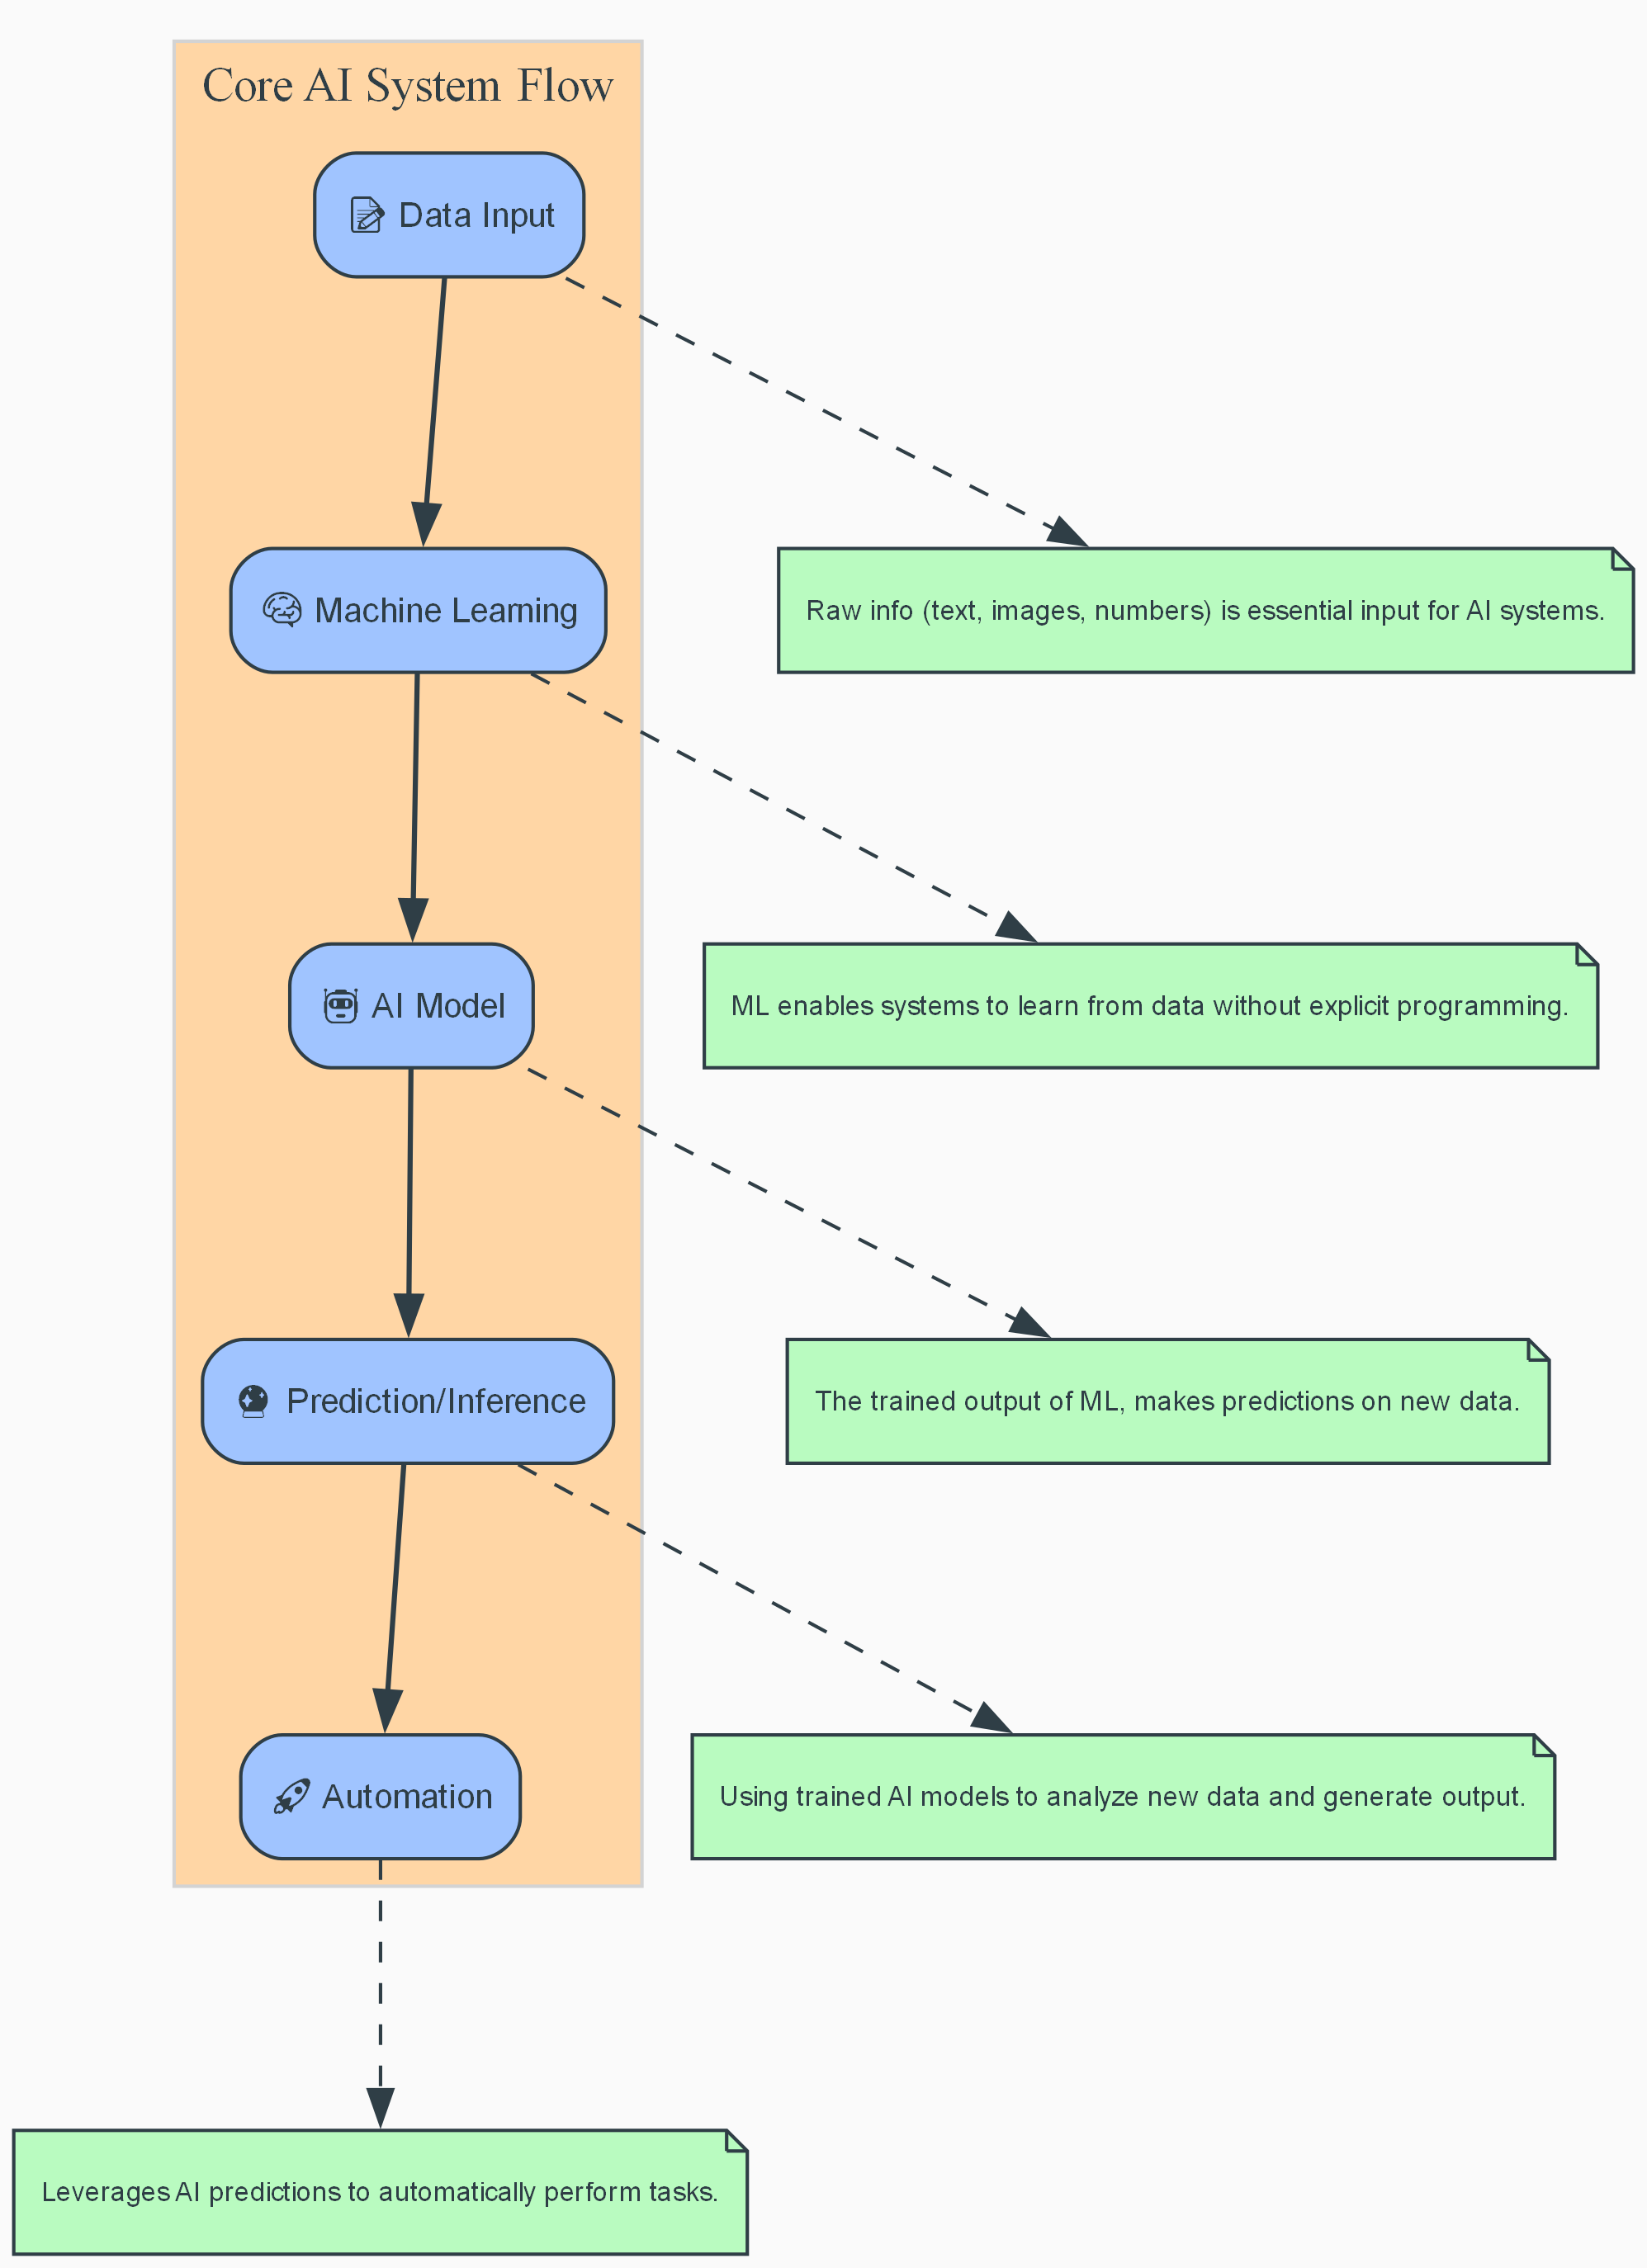 Core AI System Flow
Data Input
Machine Learning
Raw info (text, images, numbers) is essential input for AI systems.
AI Model
ML enables systems to learn from data without explicit programming.
Prediction/Inference
The trained output of ML, makes predictions on new data.
Automation
Using trained AI models to analyze new data and generate output.
Leverages AI predictions to automatically perform tasks.